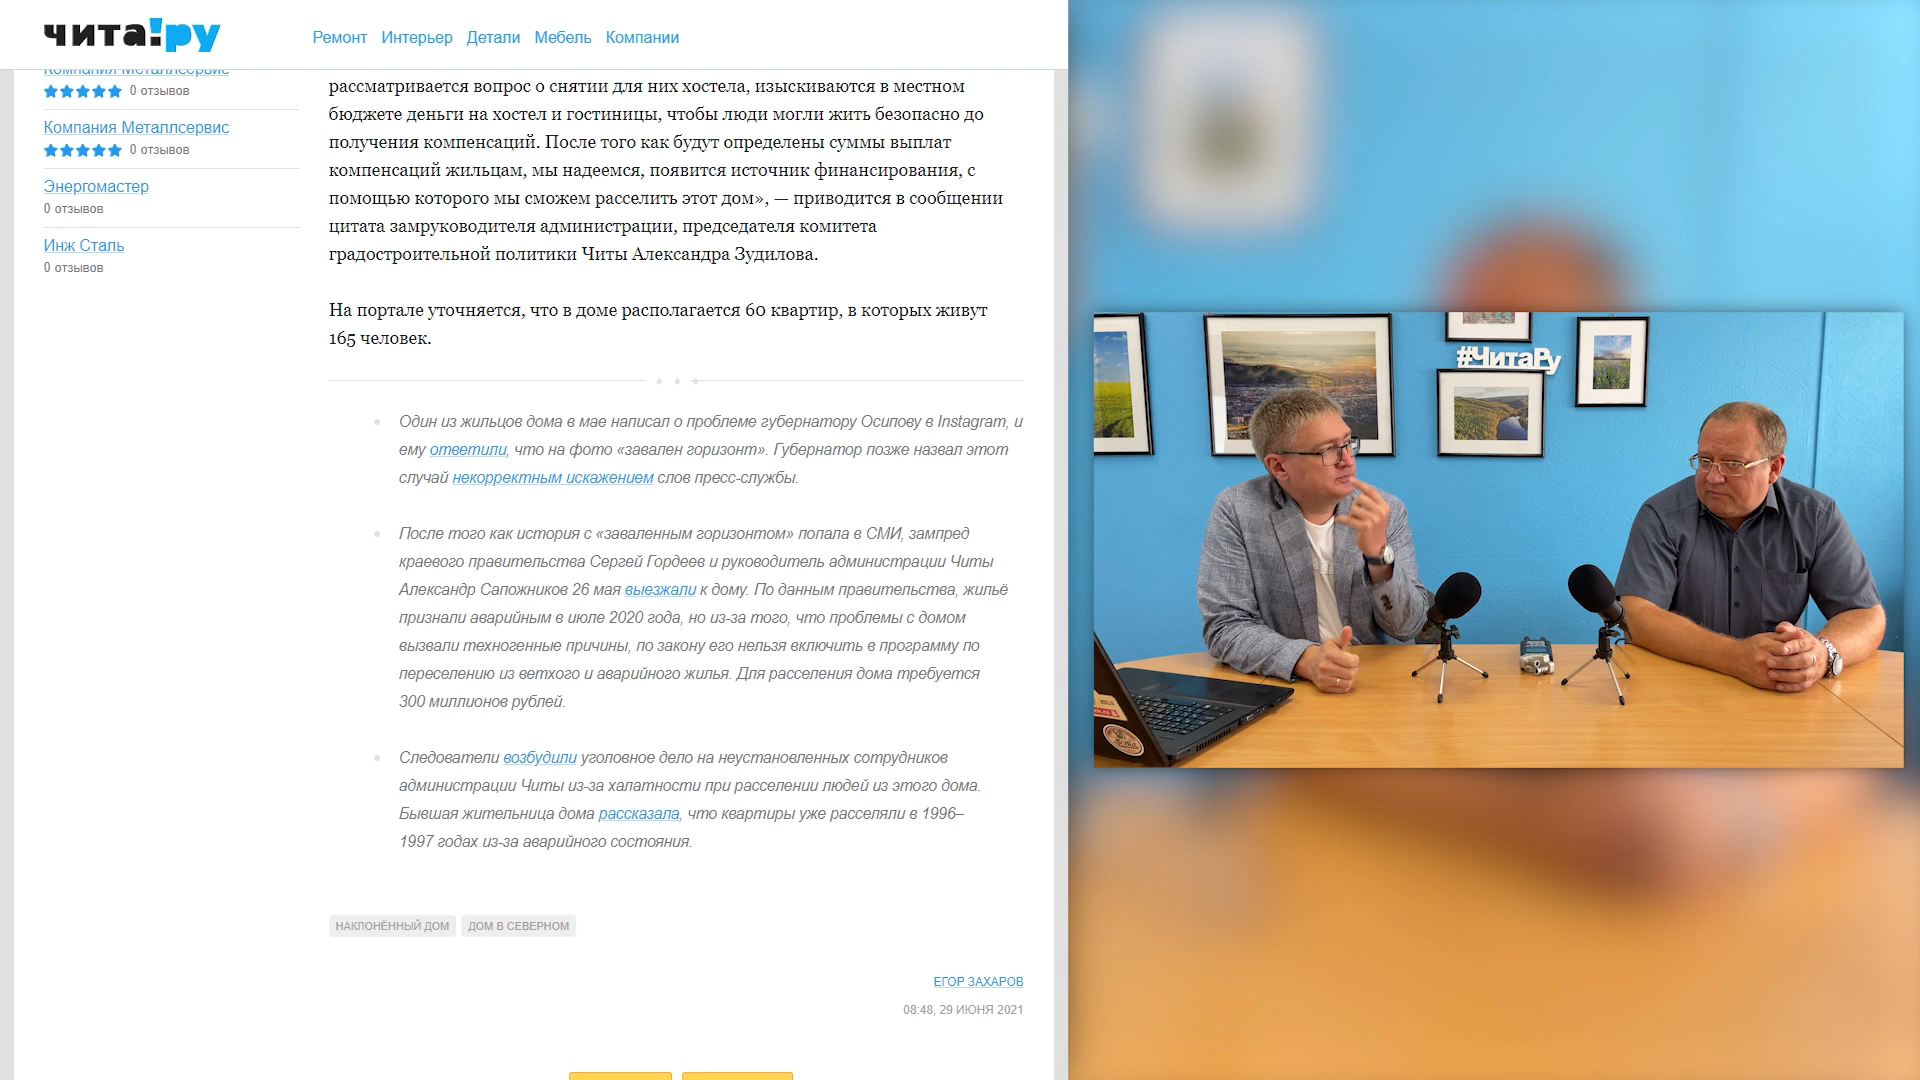 чита!ру
Ремонт Интерьер Детали Мебель Компании
Компания Металлсервис
0 отзывов
Компания Металлсервис
0 отзывов
Энергомастер
0 отзывов
Инж Сталь
0 отзывов
рассматривается вопрос о снятии для них хостела, изыскиваются в местном
бюджете деньги на хостел и гостиницы, чтобы люди могли жить безопасно до
получения компенсаций. После того как будут определены суммы выплат
компенсаций жильцам, мы надеемся, появится источник финансирования, с
помощью которого мы сможем расселить этот дом», — приводится в сообщении
цитата замруководителя администрации, председателя комитета
градостроительной политики Читы Александра Зудилова.
На портале уточняется, что в доме располагается 60 квартир, в которых живут
165 человек.
Один из жильцов дома в мае написал о проблеме губернатору Осипову в Instagram, и
ему ответили, что на фото «завален горизонт». Губернатор позже назвал этот
случай некорректным искажением слов пресс-службы.
После того как история с «заваленным горизонтом» попала в СМИ, зампред
краевого правительства Сергей Гордеев и руководитель администрации Читы
Александр Сапожников 26 мая выезжали к дому. По данным правительства, жильё
признали аварийным в июле 2020 года, но из-за того, что проблемы с домом
вызвали техногенные причины, по закону его нельзя включить в программу по
переселению из ветхого и аварийного жилья. Для расселения дома требуется
300 миллионов рублей.
Следователи возбудили уголовное дело на неустановленных сотрудников
администрации Читы из-за халатности при расселении людей из этого дома.
Бывшая жительница дома рассказала, что квартиры уже расселяли в 1996–
1997 годах из-за аварийного состояния.
НАКЛОНЁННЫЙ ДОМ ДОМ В СЕВЕРНОМ
ЕГОР ЗАХАРОВ
08:48, 29 ИЮНЯ 2021
#ЧитаРу